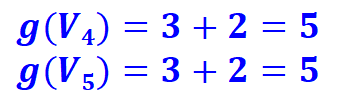 g(V₄) = 3 + 2 = 5
g(V₅) = 3 + 2 = 5